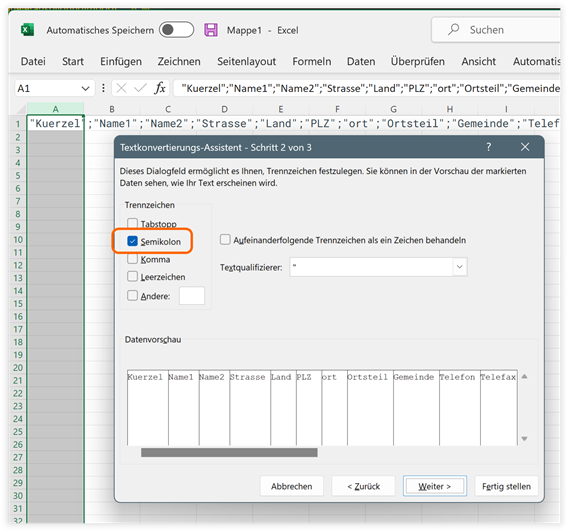 Automatisches Speichern Mappe1 - Excel Suchen
Datei Start Einfügen Zeichnen Seitenlayout Formeln Daten Überprüfen Ansicht Automatis
A1 fx "Kuerzel";"Name1";"Name2";"Strasse";"Land";"PLZ";"ort";"Ortsteil";"Gemeinde
A B C D E F G H I
1 "Kuerzel";"Name1";"Name2";"Strasse";"Land";"PLZ";"ort";"Ortsteil";"Gemeinde";"Telef
2
3
4
5
6
7
8
9
10
11
12
13
14
15
16
17
18
19
20
21
22
23
24
25
26
27
28
29
30
31
32
Textkonvertierungs-Assistent - Schritt 2 von 3 ?
Dieses Dialogfeld ermöglicht es Ihnen, Trennzeichen festzulegen. Sie können in der Vorschau der markierten
Daten sehen, wie Ihr Text erscheinen wird.
Trennzeichen
Tabstopp
Semikolon
Komma
Leerzeichen
Andere:
Aufeinanderfolgende Trennzeichen als ein Zeichen behandeln
Textqualifizierer: "
Datenvorschau
Kuerzel Name1 Name2 Strasse Land PLZ ort Ortsteil Gemeinde Telefon Telefax
Abbrechen < Zurück Weiter > Fertig stellen